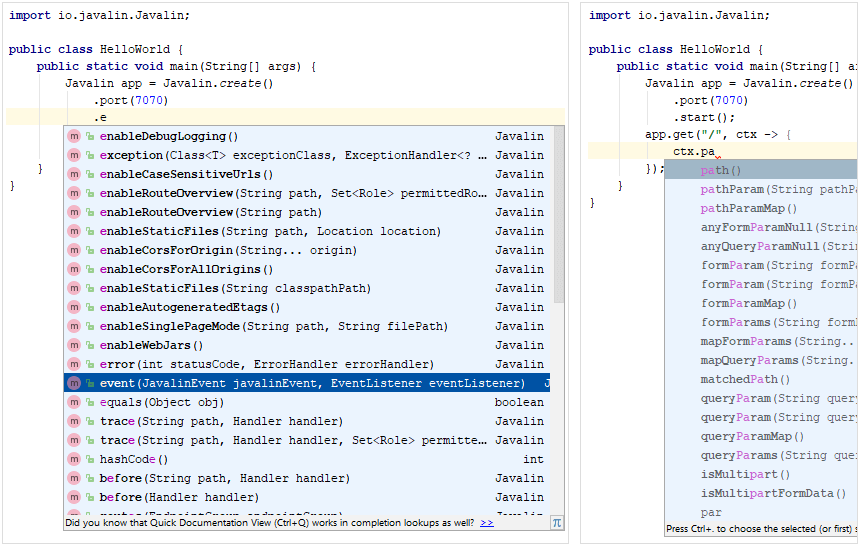 import io.javalin.Javalin;
public class HelloWorld {
public static void main(String[] args) {
Javalin app = Javalin.create()
.port(7070)
.e
m enableDebugLogging() Javalin
m exception(Class<T> exceptionClass, ExceptionHandler<? ... Javalin
m enableCaseSensitiveUrls() Javalin
m enableRouteOverview(String path, Set<Role> permittedRo... Javalin
m enableRouteOverview(String path) Javalin
m enableStaticFiles(String path, Location location) Javalin
m enableCorsForOrigin(String... origin) Javalin
m enableCorsForAllOrigins() Javalin
m enableStaticFiles(String classpathPath) Javalin
m enableAutogeneratedEtags() Javalin
m enableSinglePageMode(String path, String filePath) Javalin
m enableWebJars() Javalin
m error(int statusCode, ErrorHandler errorHandler) Javalin
m event(JavalinEvent javalinEvent, EventListener eventListener) J
m equals(Object obj) boolean
m trace(String path, Handler handler) Javalin
m trace(String path, Handler handler, Set<Role> permitte... Javalin
m hashCode() int
m before(String path, Handler handler) Javalin
m before(Handler handler) Javalin
Did you know that Quick Documentation View (Ctrl+Q) works in completion lookups as well? >> π
}
}
import io.javalin.Javalin;
public class HelloWorld {
public static void main(String[] a
Javalin app = Javalin.create()
.port(7070)
.start();
app.get("/", ctx -> {
ctx.pa
path()
pathParam(String pathPa
pathParamMap()
anyFormParamNull(String
anyQueryParamNull(Strin
formParam(String formPa
formParam(String formPa
formParamMap()
formParams(String form
mapFormParams(String..
mapQueryParams(String.
matchedPath()
queryParam(String query
queryParam(String query
queryParamMap()
queryParams(String que
isMultipart()
isMultipartFormData()
par
Press Ctrl+. to choose the selected (or first) s
});
}
}